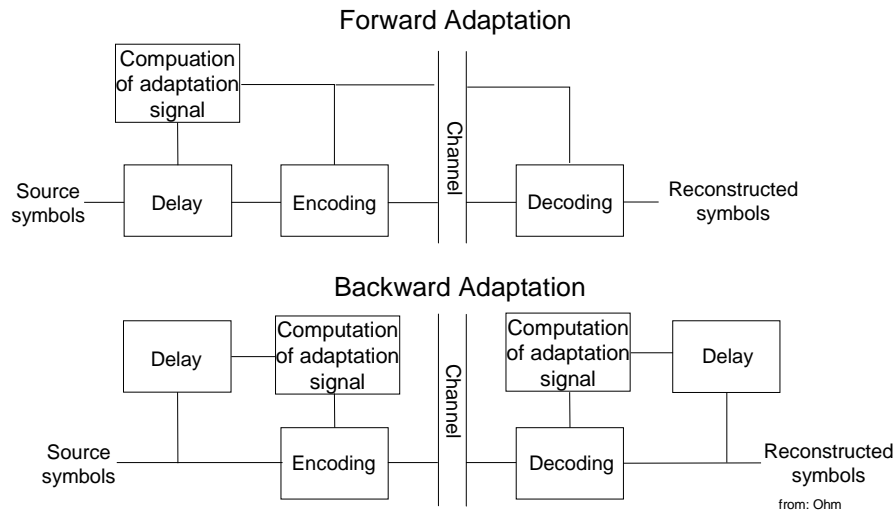 Forward Adaptation
Compuation
of adaptation
signal
Channel
Source
symbols
Delay
Encoding
Decoding
Reconstructed
symbols
Backward Adaptation
Delay
Computation
of adaptation
signal
Channel
Computation
of adaptation
signal
Delay
Source
symbols
Encoding
Decoding
Reconstructed
symbols
from: Ohm